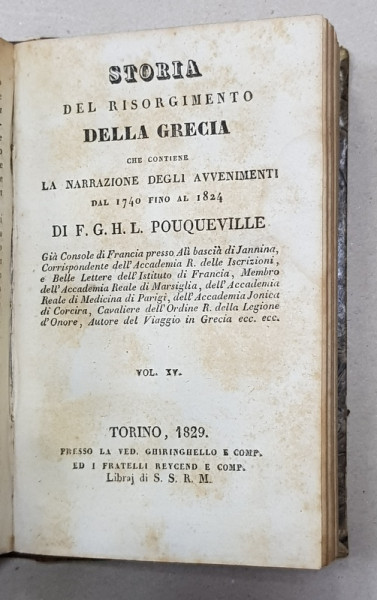 STORIA
DEL RISORGIMENTO
DELLA GRECIA
CHE CONTIENE
LA NARRAZIONE DEGLI AVVENIMENTI
DAL 1740 FINO AL 1824
DI F. G. H. L. POUQUEVILLE
Già Console di Francia presso Alì bascià di Jannina,
Corrispondente dell'Accademia R. delle Iscrizioni,
e Belle Lettere dell'Istituto di Francia, Membro
dell'Accademia Reale di Marsiglia, dell'Accademia
Reale di Medicina di Parigi, dell'Accademia Jonica
di Corcira, Cavaliere dell'Ordine R. della Legione
d'Onore, Autore del Viaggio in Grecia ecc. ecc.
VOL. XV.
TORINO, 1829.
PRESSO LA VED. GHIRINGHELLO E COMP.
ED I FRATELLI REYCEND E COMP.
Libraj di S. S. R. M.